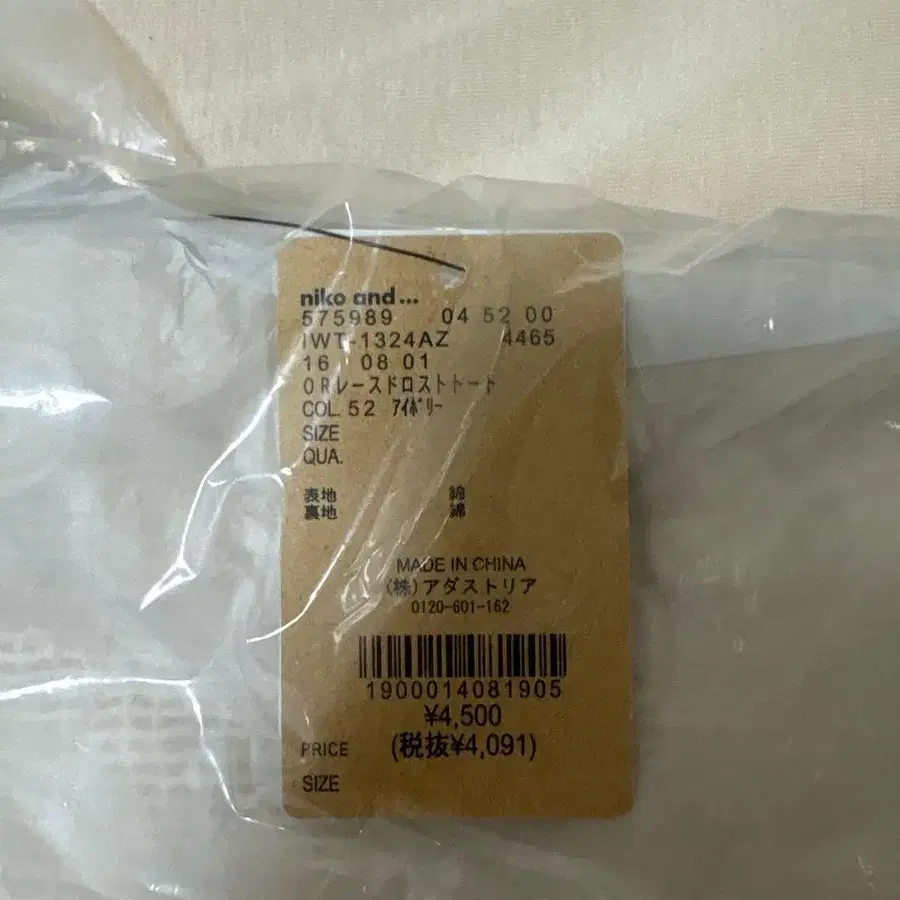 niko and ...
575989 04 52 00
IWT-1324AZ 4465
16 08 01
ORレースドロストトート
COL. 52 ｱｲﾎﾞﾘｰ
SIZE
QUA.
表地 綿
裏地 綿
MADE IN CHINA
(株)アダストリア
0120-601-162
1900014081905
¥4,500
PRICE (税抜¥4,091)
SIZE